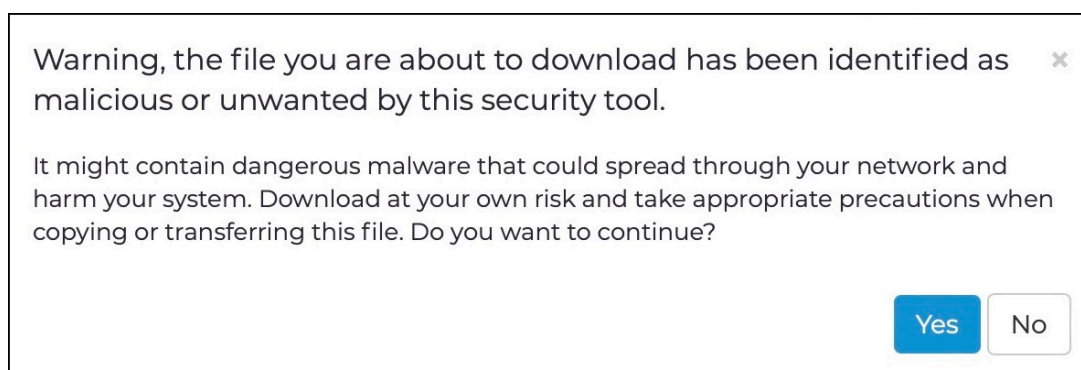 Warning, the file you are about to download has been identified as
malicious or unwanted by this security tool.
It might contain dangerous malware that could spread through your network and
harm your system. Download at your own risk and take appropriate precautions when
copying or transferring this file. Do you want to continue?
Yes No